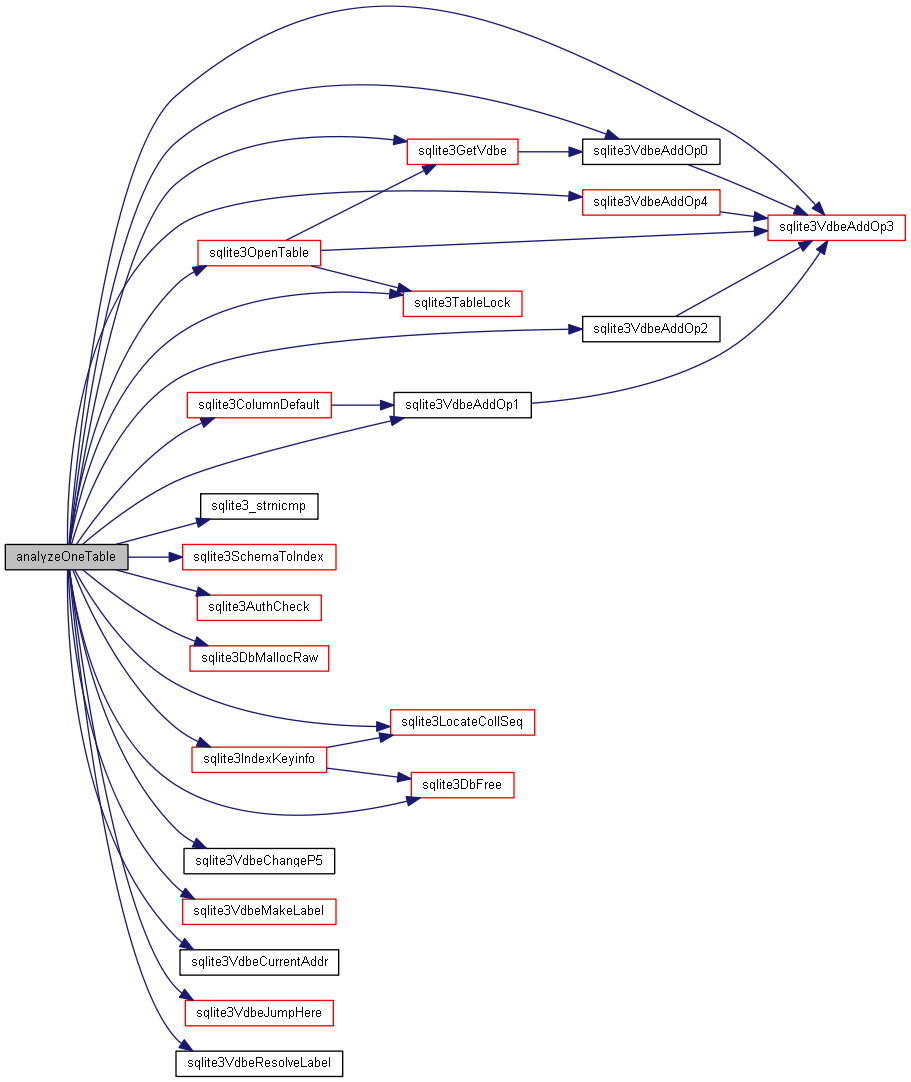 sqlite3GetVdbe
sqlite3VdbeAddOp0
sqlite3VdbeAddOp4
sqlite3VdbeAddOp3
sqlite3OpenTable
sqlite3TableLock
sqlite3VdbeAddOp2
sqlite3ColumnDefault
sqlite3VdbeAddOp1
sqlite3_strnicmp
analyzeOneTable
sqlite3SchemaToIndex
sqlite3AuthCheck
sqlite3DbMallocRaw
sqlite3LocateCollSeq
sqlite3IndexKeyinfo
sqlite3DbFree
sqlite3VdbeChangeP5
sqlite3VdbeMakeLabel
sqlite3VdbeCurrentAddr
sqlite3VdbeJumpHere
sqlite3VdbeResolveLabel